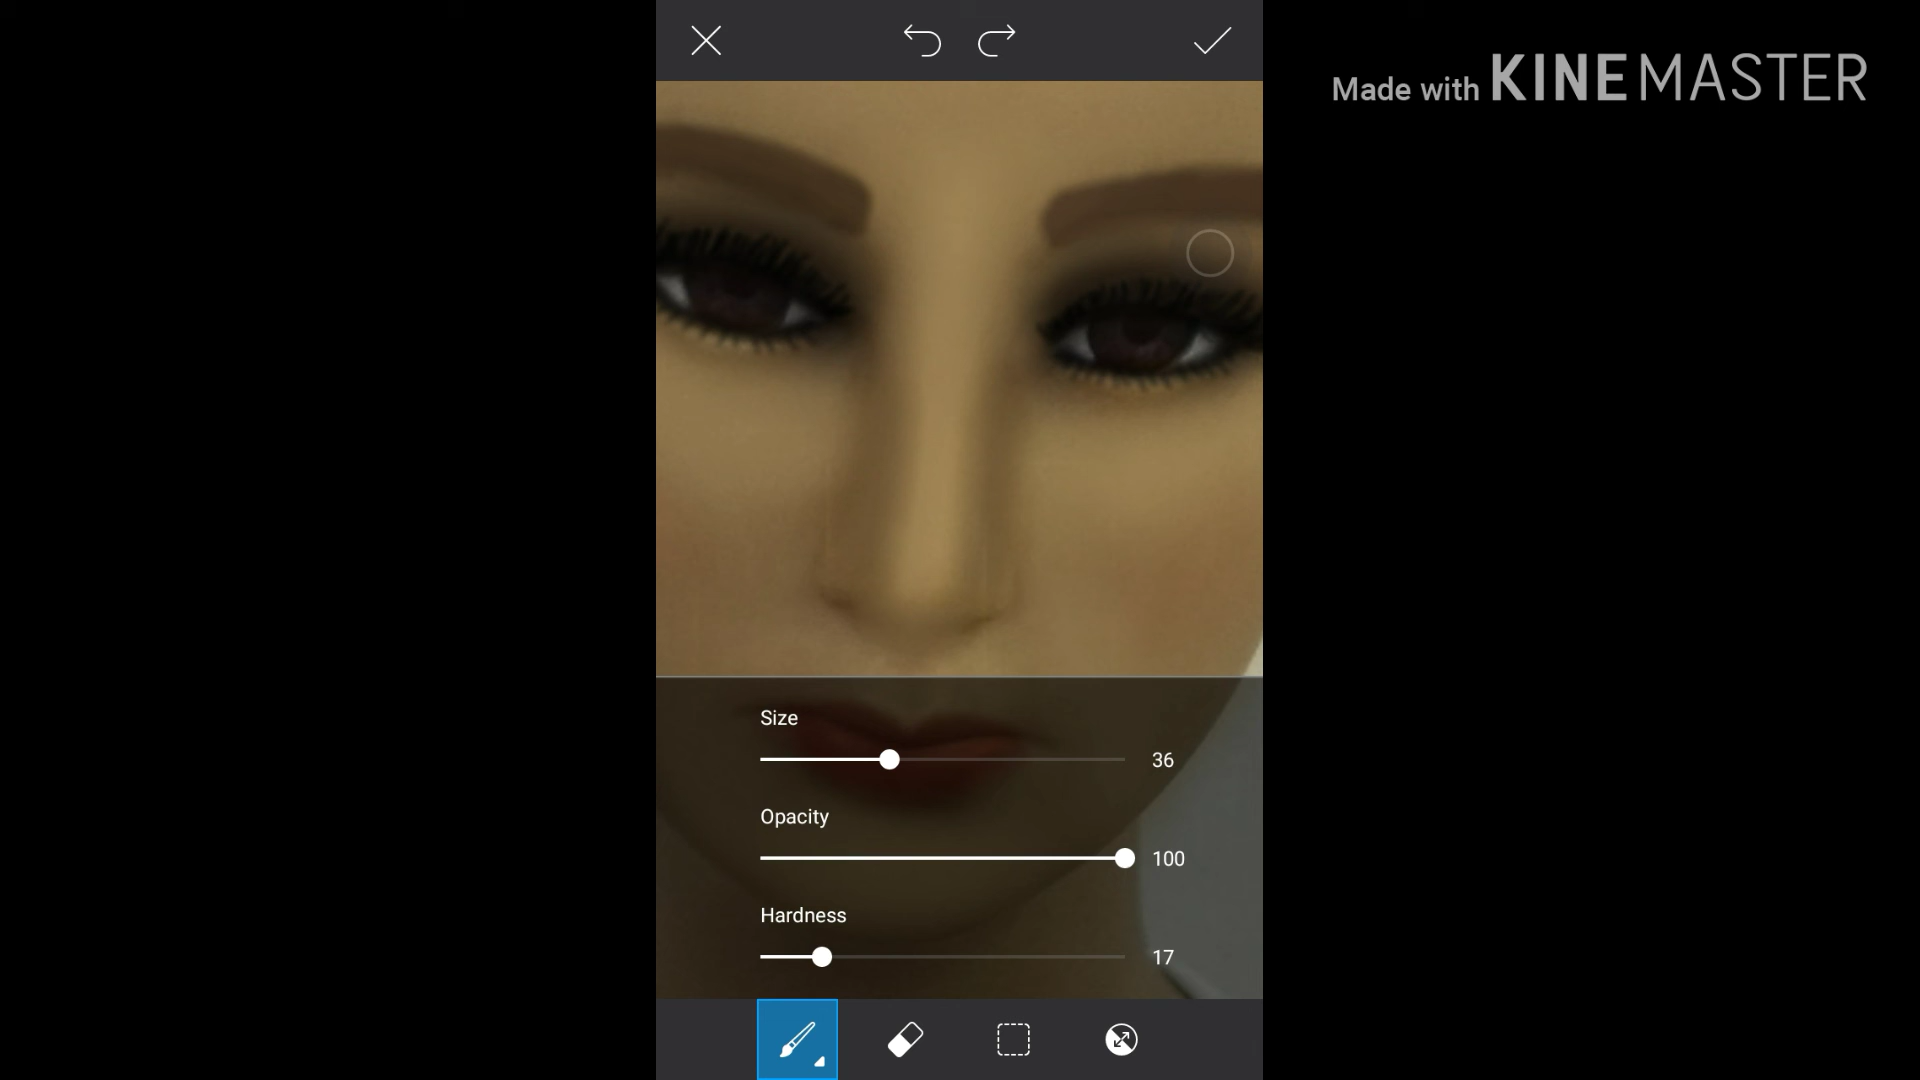 Made with KINEMASTER
Size
36
Opacity
100
Hardness
17